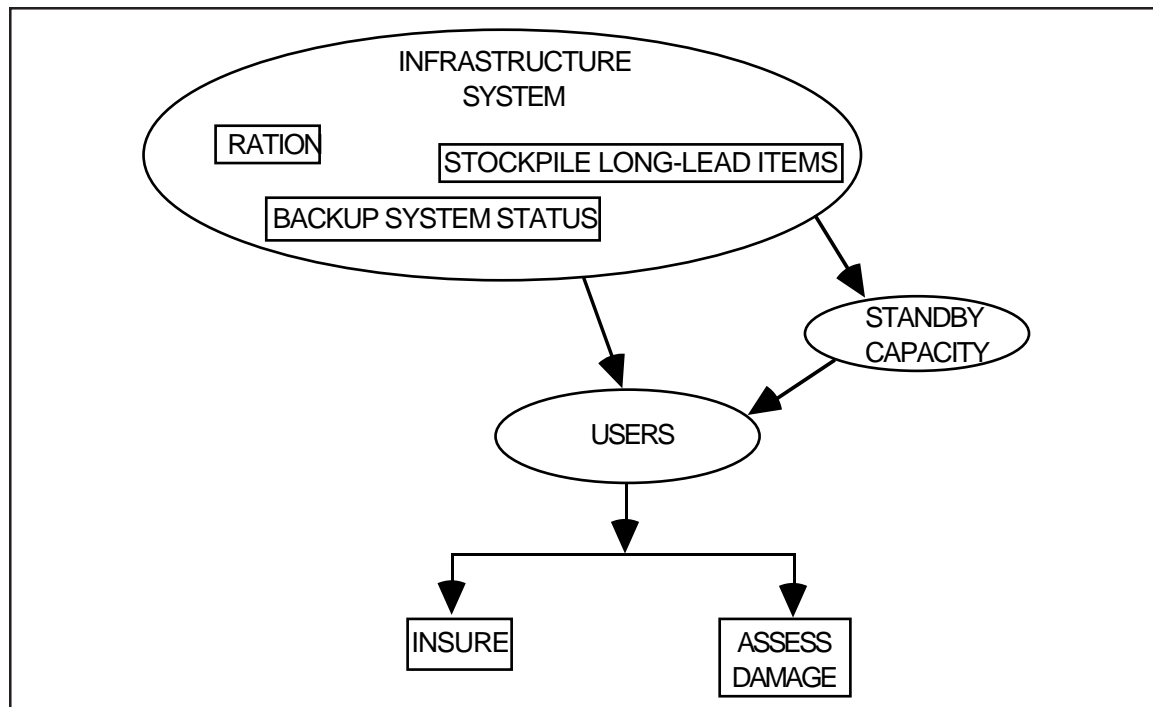 INFRASTRUCTURE
SYSTEM
RATION
STOCKPILE LONG-LEAD ITEMS
BACKUP SYSTEM STATUS
STANDBY
CAPACITY
USERS
INSURE
ASSESS
DAMAGE